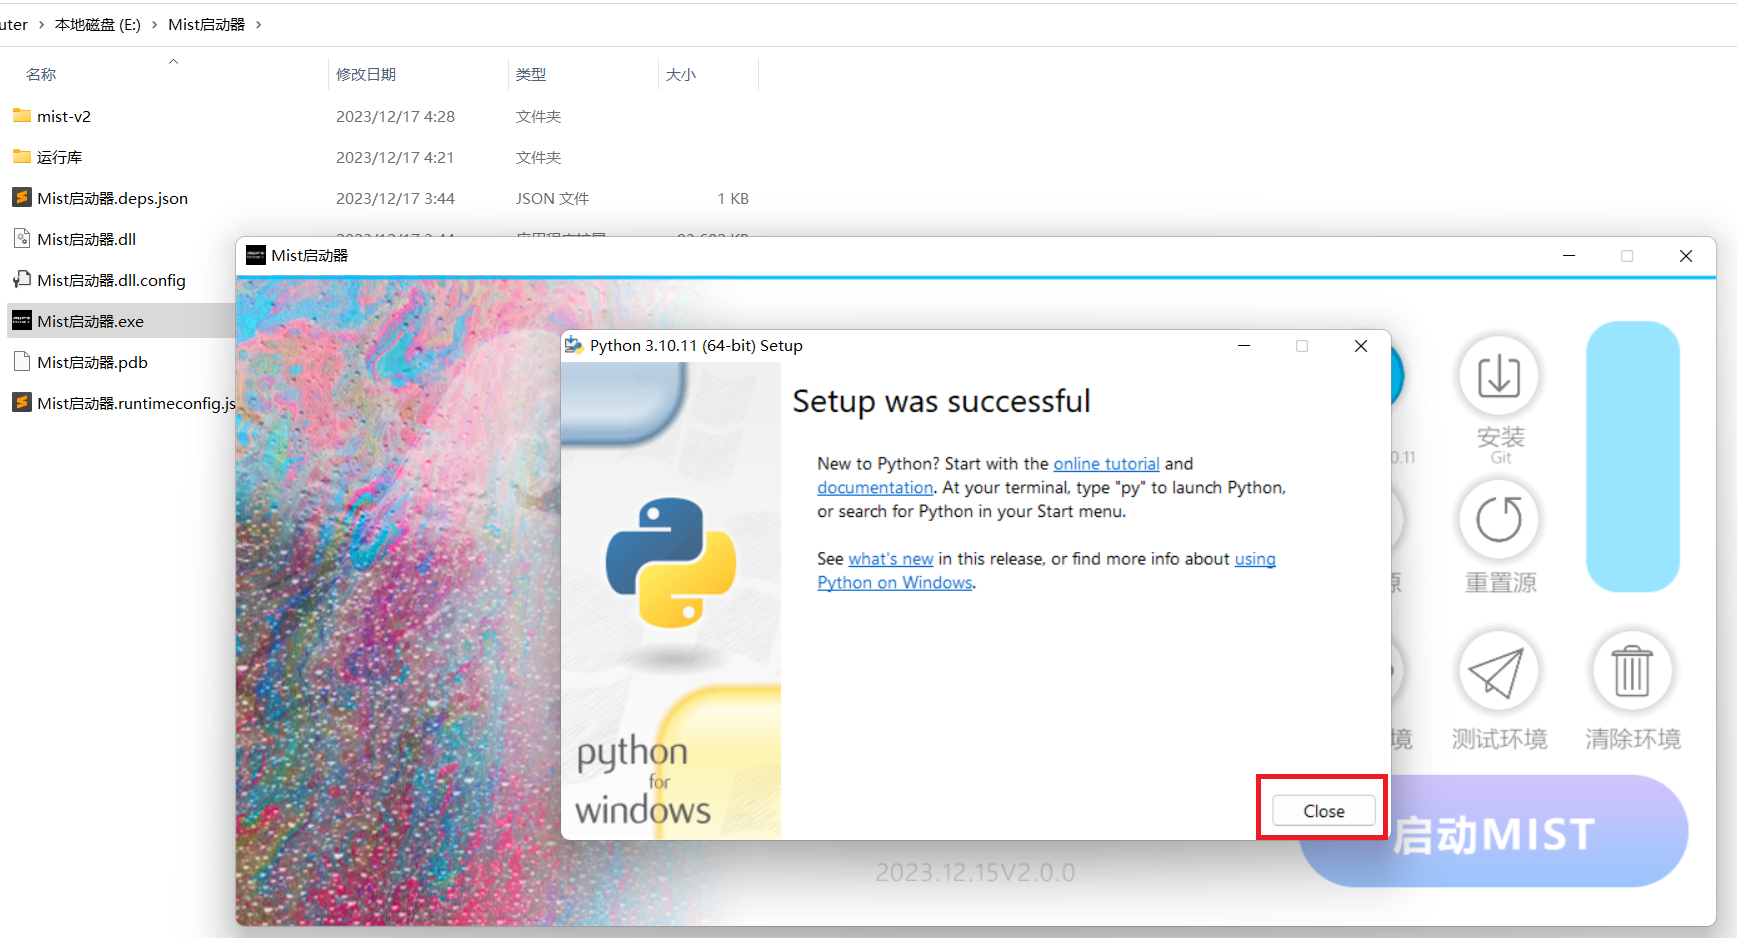 uter › 本地磁盘 (E:) › Mist启动器 ›
名称 修改日期 类型 大小
mist-v2 2023/12/17 4:28 文件夹
运行库 2023/12/17 4:21 文件夹
Mist启动器.deps.json 2023/12/17 3:44 JSON 文件 1 KB
Mist启动器.dll
Mist启动器.dll.config
Mist启动器.exe
Mist启动器.pdb
Mist启动器.runtimeconfig.js
Mist启动器
Python 3.10.11 (64-bit) Setup
Setup was successful
New to Python? Start with the online tutorial and
documentation. At your terminal, type "py" to launch Python,
or search for Python in your Start menu.
See what's new in this release, or find more info about using
Python on Windows.
python
for
windows
Close
0.11
安装
Git
源
重置源
境
测试环境
清除环境
启动MIST
2023.12.15V2.0.0